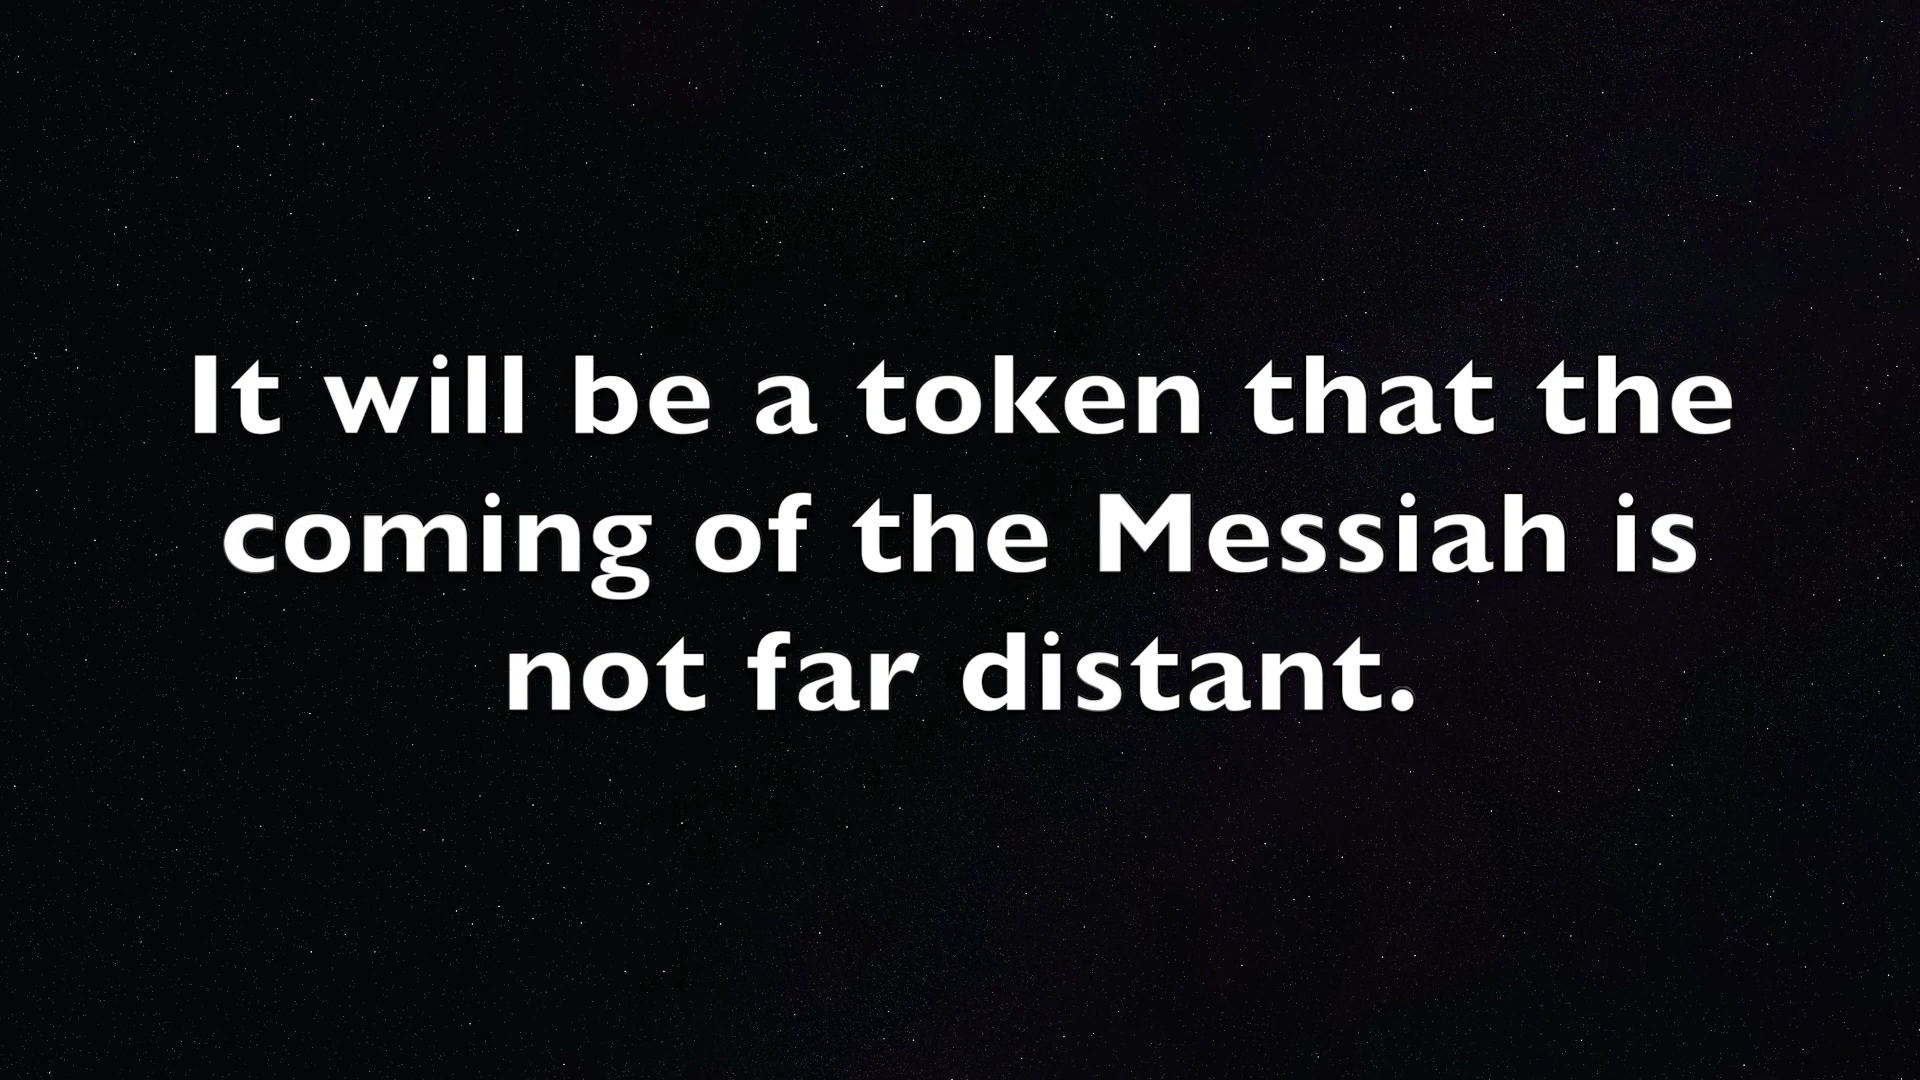 It will be a token that the
coming of the Messiah is
not far distant.